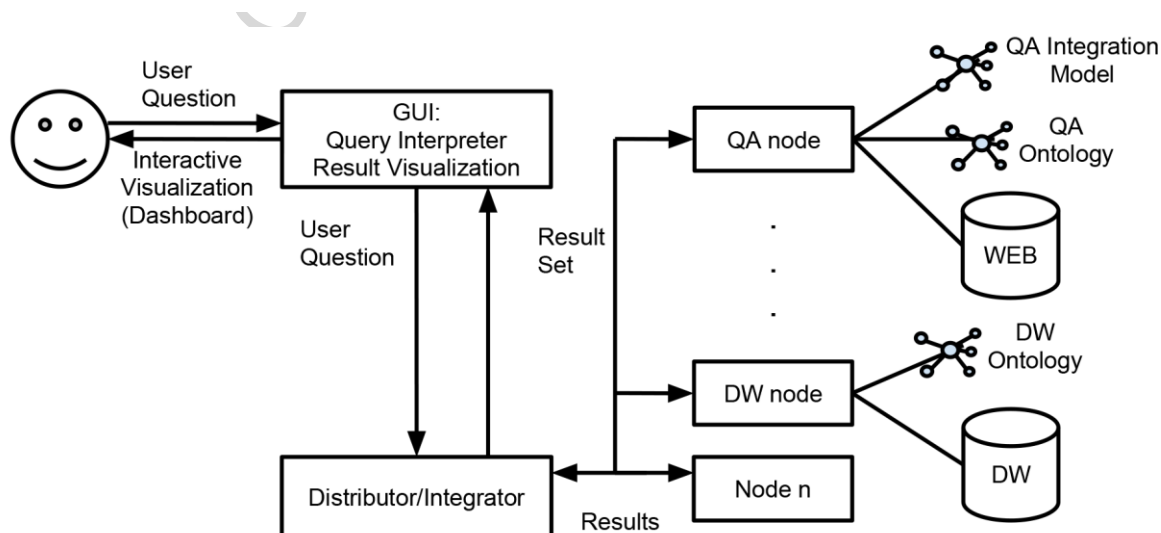 User
Question
Interactive
Visualization
(Dashboard)
GUI:
Query Interpreter
Result Visualization
User
Question
Distributor/Integrator
Result
Set
Results
QA node
.
.
.
DW node
Node n
QA Integration
Model
QA
Ontology
WEB
DW
Ontology
DW